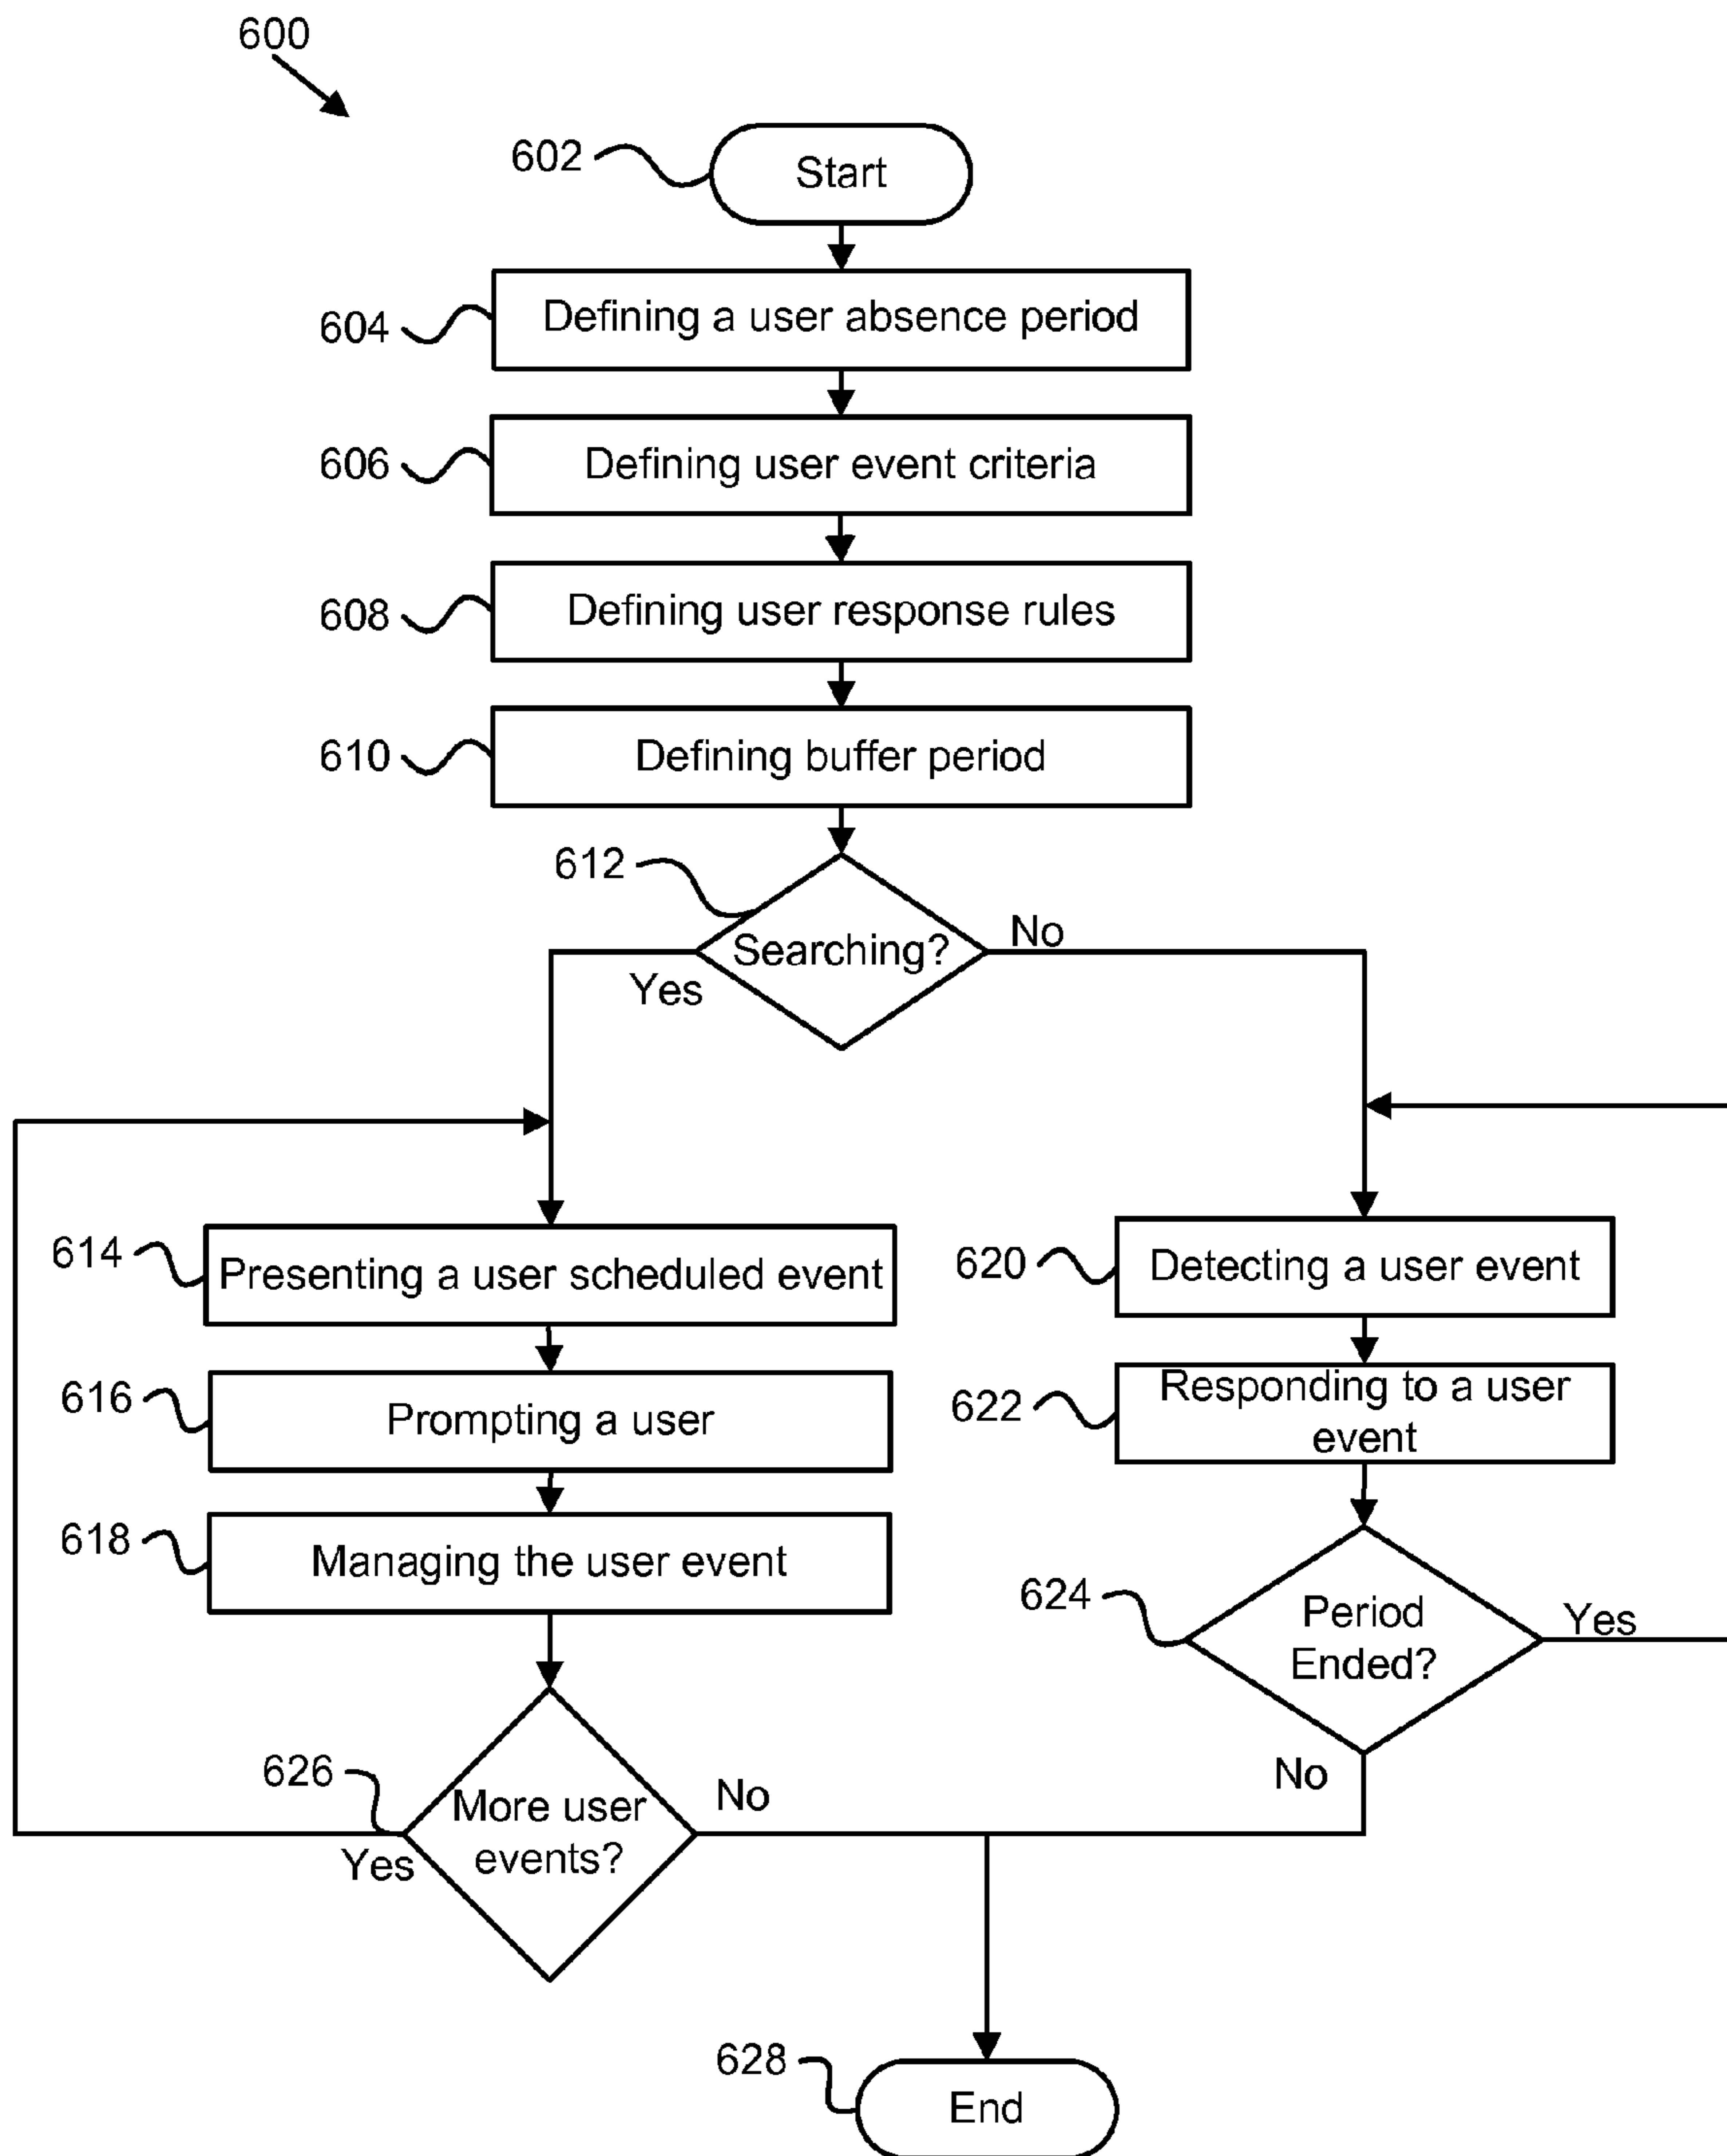 600
602
Start
604
Defining a user absence period
606
Defining user event criteria
608
Defining user response rules
610
Defining buffer period
612
Searching?
No
Yes
614
Presenting a user scheduled event
616
Prompting a user
618
Managing the user event
620
Detecting a user event
622
Responding to a user
event
624
Period
Ended?
Yes
No
626
More user
events?
No
Yes
628
End